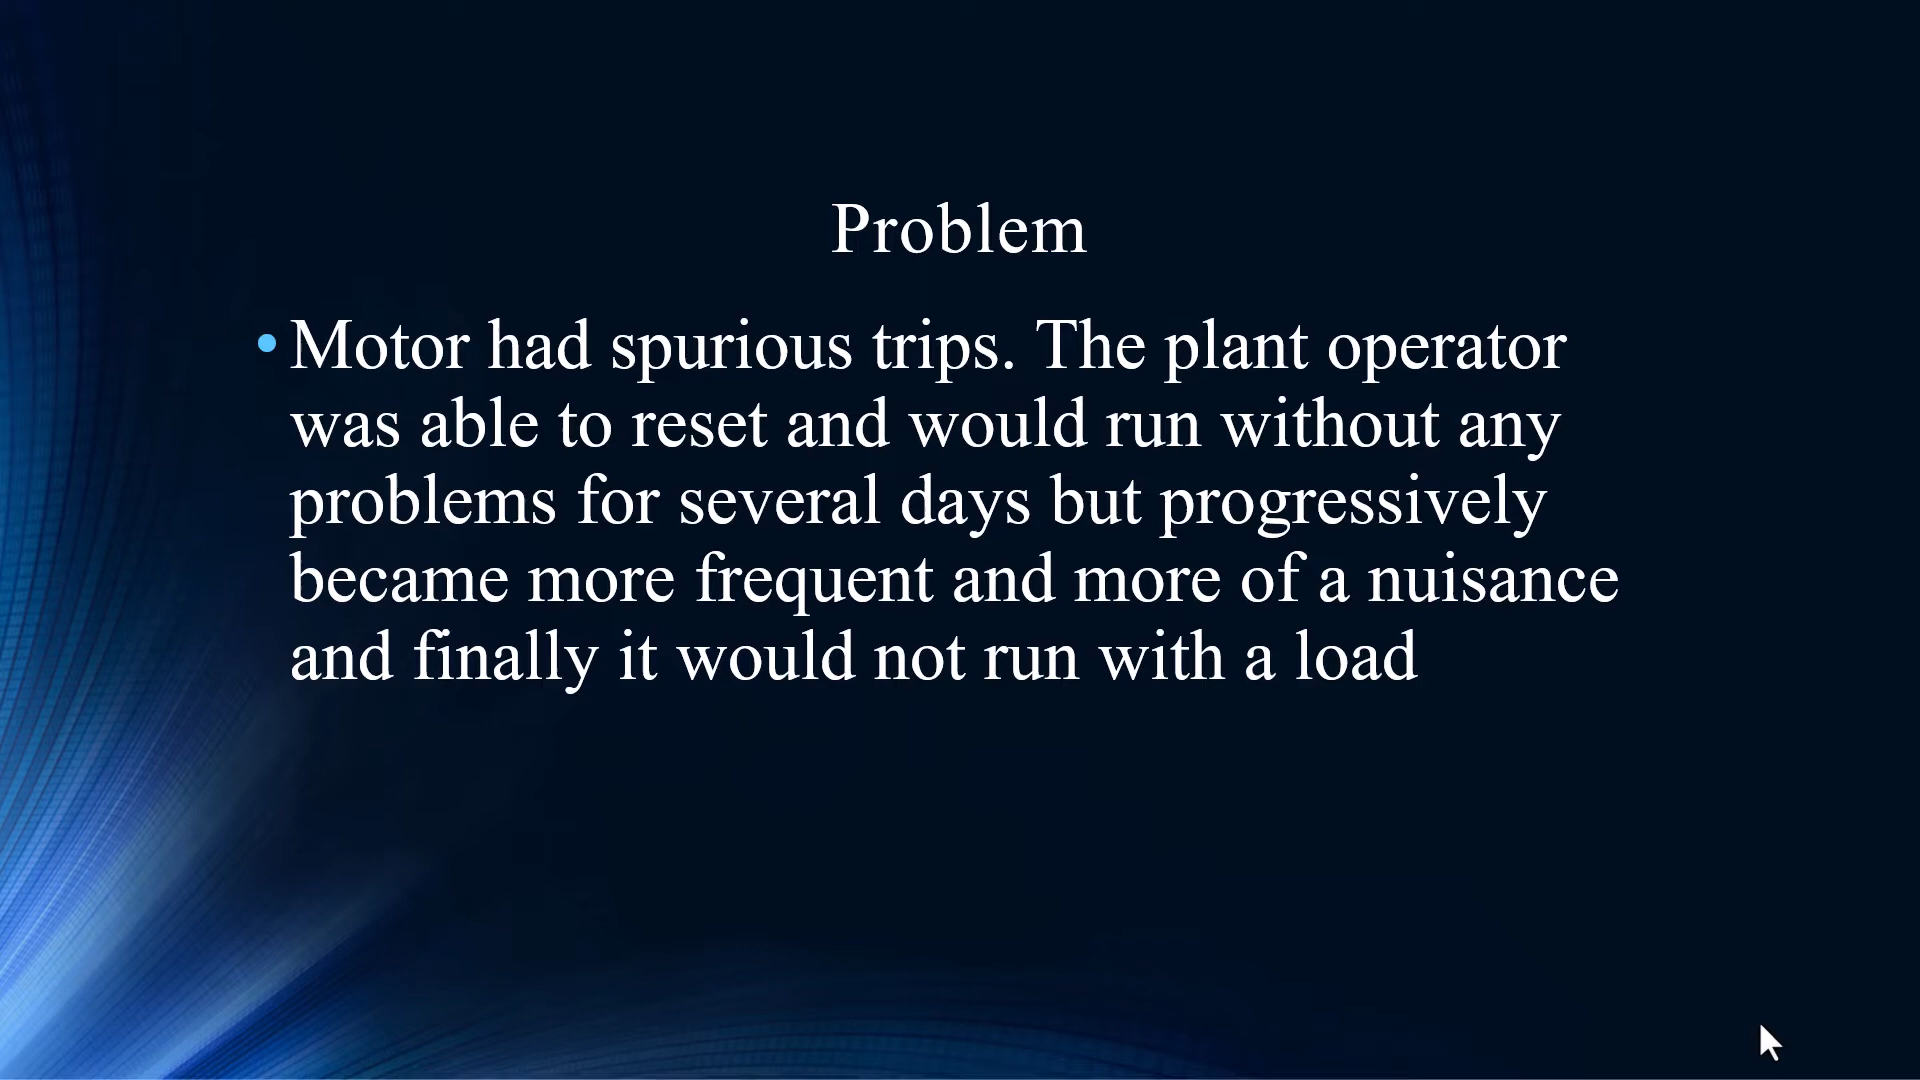 Problem
• Motor had spurious trips. The plant operator
was able to reset and would run without any
problems for several days but progressively
became more frequent and more of a nuisance
and finally it would not run with a load